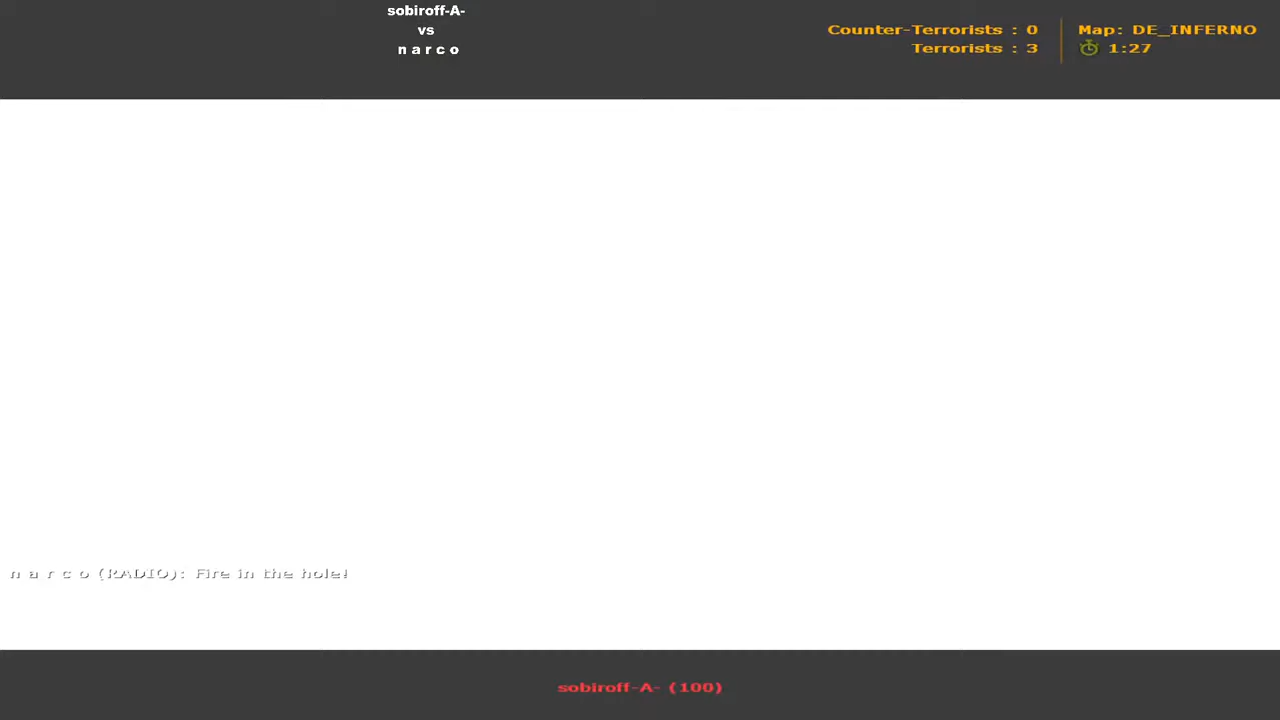 sobiroff-A-
vs
n a r c o
Counter-Terrorists : 0
Terrorists : 3
Map: DE_INFERNO
1:27
n a r c o (RADIO): Fire in the hole!
sobiroff-A- (100)